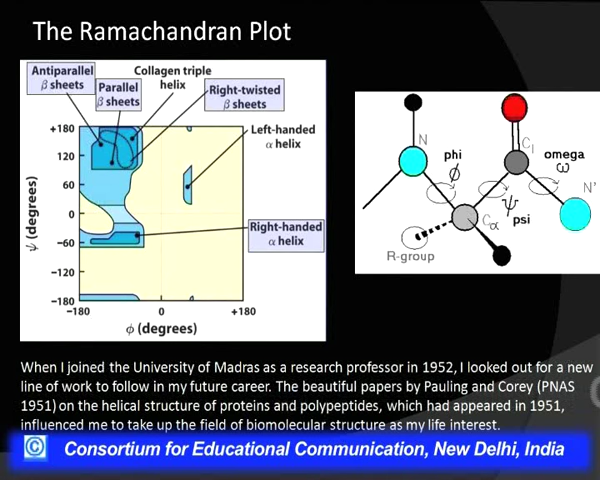 The Ramachandran Plot
Antiparallel
β sheets
Parallel
β sheets
Collagen triple
helix
Right-twisted
β sheets
Left-handed
α helix
Right-handed
α helix
+180
120
60
0
−60
−120
−180
ψ (degrees)
−180
0
+180
ϕ (degrees)
N
phi
ϕ
C|
omega
ω
N'
ψ
psi
Cα
R-group
When I joined the University of Madras as a research professor in 1952, I looked out for a new
line of work to follow in my future career. The beautiful papers by Pauling and Corey (PNAS
1951) on the helical structure of proteins and polypeptides, which had appeared in 1951,
influenced me to take up the field of biomolecular structure as my life interest.
© Consortium for Educational Communication, New Delhi, India